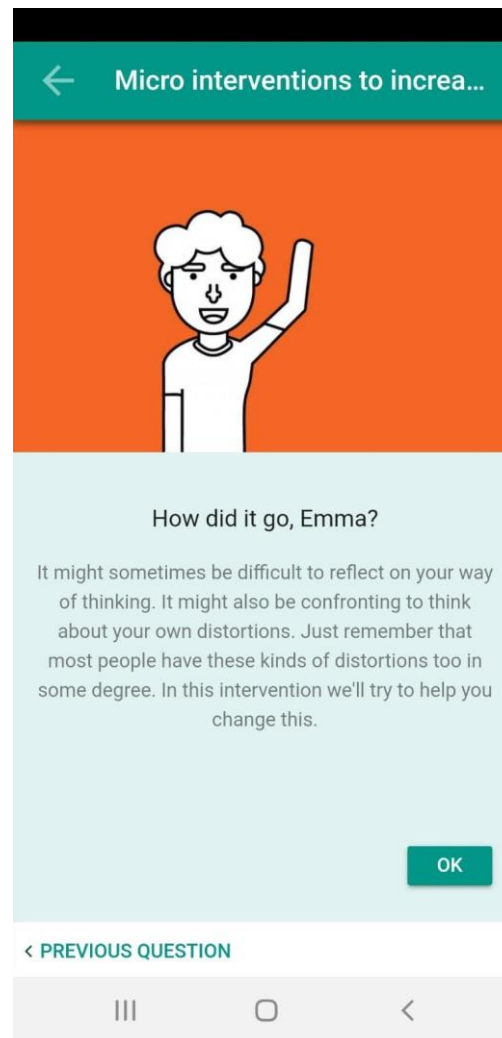 Micro interventions to increa...
How did it go, Emma?
It might sometimes be difficult to reflect on your way
of thinking. It might also be confronting to think
about your own distortions. Just remember that
most people have these kinds of distortions too in
some degree. In this intervention we'll try to help you
change this.
OK
< PREVIOUS QUESTION